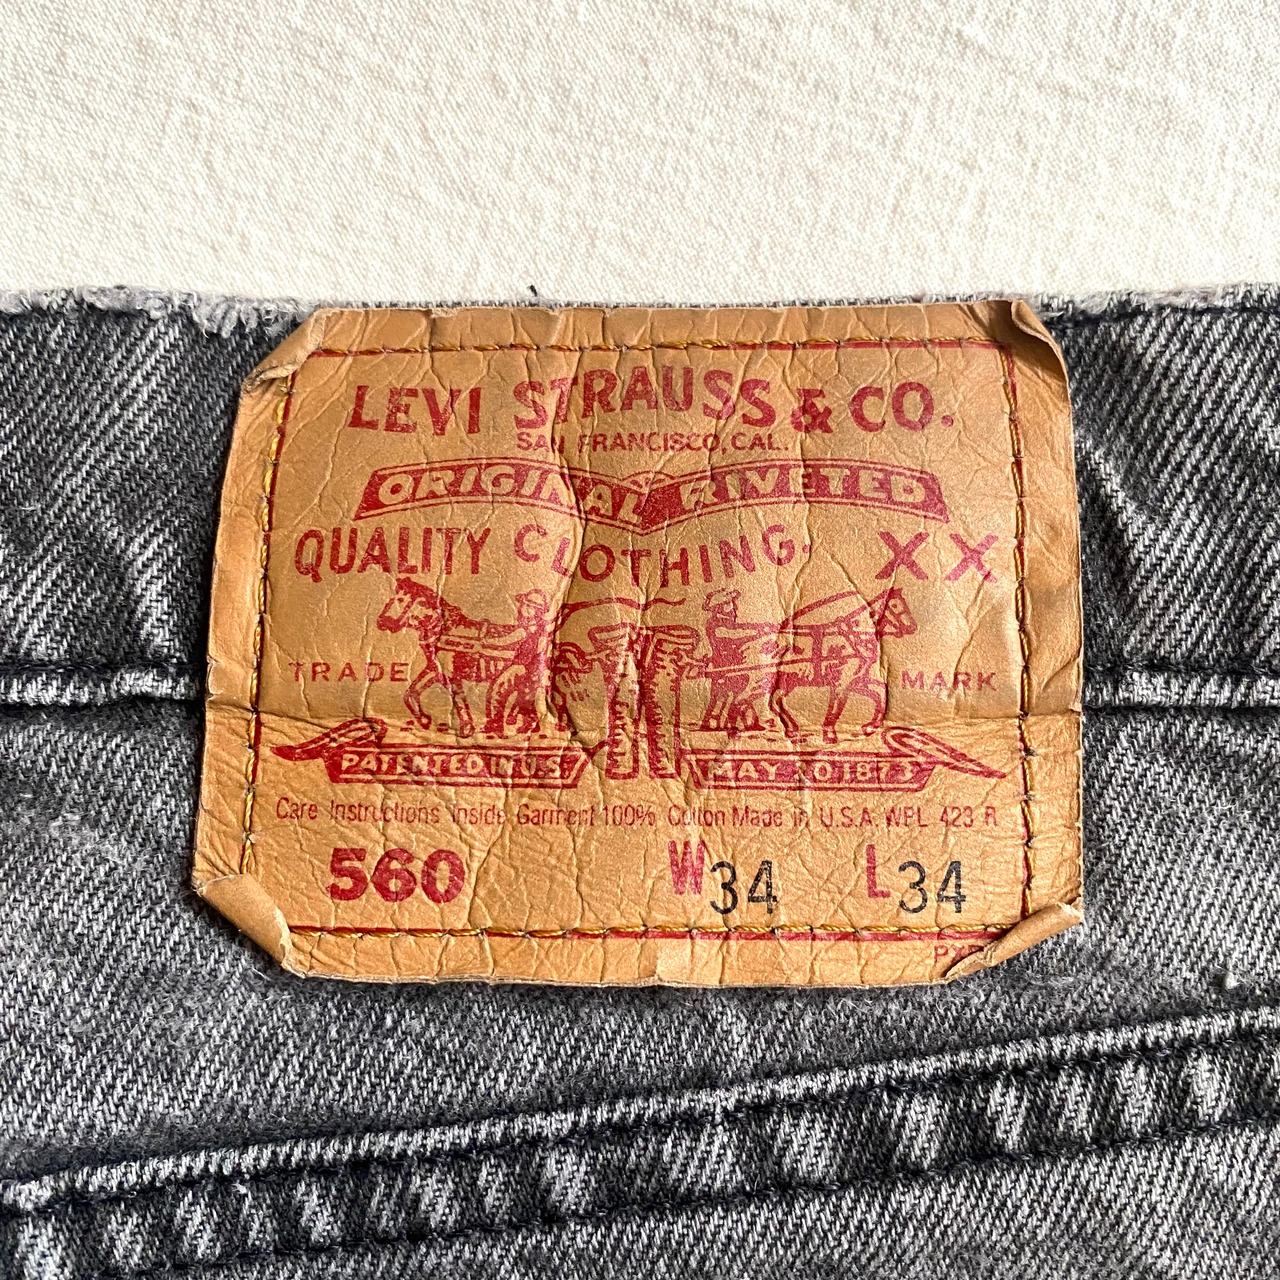 LEVI STRAUSS & CO.
SAN FRANCISCO, CAL.
ORIGINAL RIVETED
QUALITY CLOTHING. XX
TRADE MARK
PATENTED IN U.S. MAY 20 1873
Care Instructions inside Garment 100% Cotton Made in U.S.A. WPL 423 R
560 W34 L34